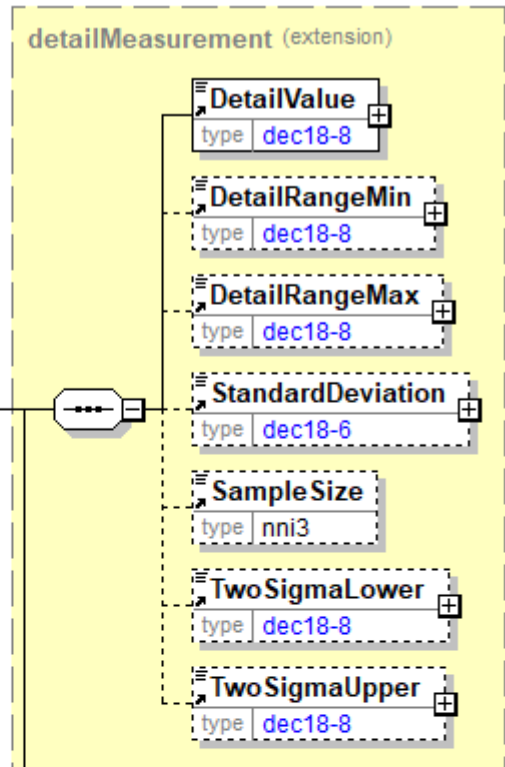 detailMeasurement (extension)
DetailValue
type dec18-8
DetailRangeMin
type dec18-8
DetailRangeMax
type dec18-8
StandardDeviation
type dec18-6
SampleSize
type nni3
TwoSigmaLower
type dec18-8
TwoSigmaUpper
type dec18-8